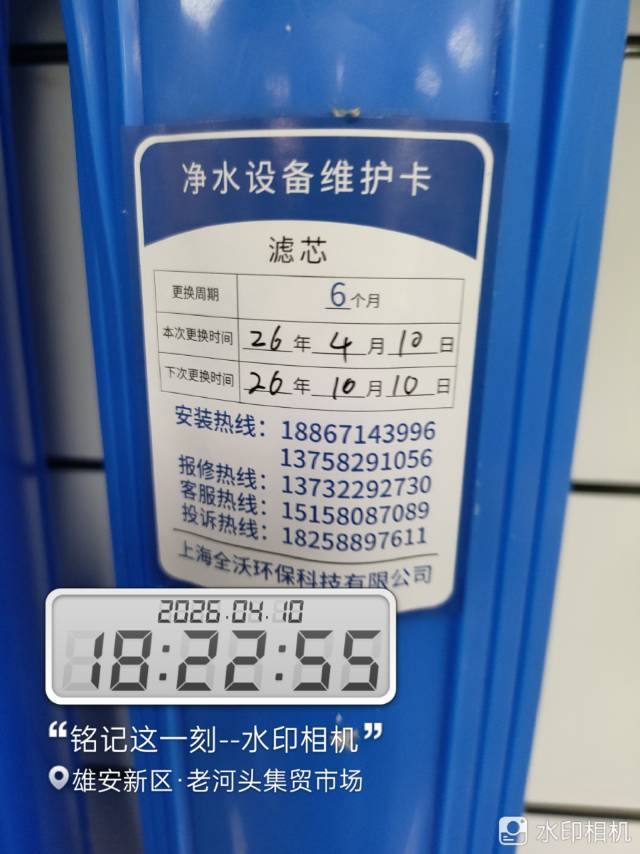 净水设备维护卡
滤芯
更换周期 6个月
本次更换时间 26年4月10日
下次更换时间 26年10月10日
安装热线：18867143996
13758291056
报修热线：13732292730
客服热线：15158087089
投诉热线：18258897611
上海全沃环保科技有限公司
2026.04.10
18:22:55
“铭记这一刻--水印相机”
雄安新区·老河头集贸市场
水印相机